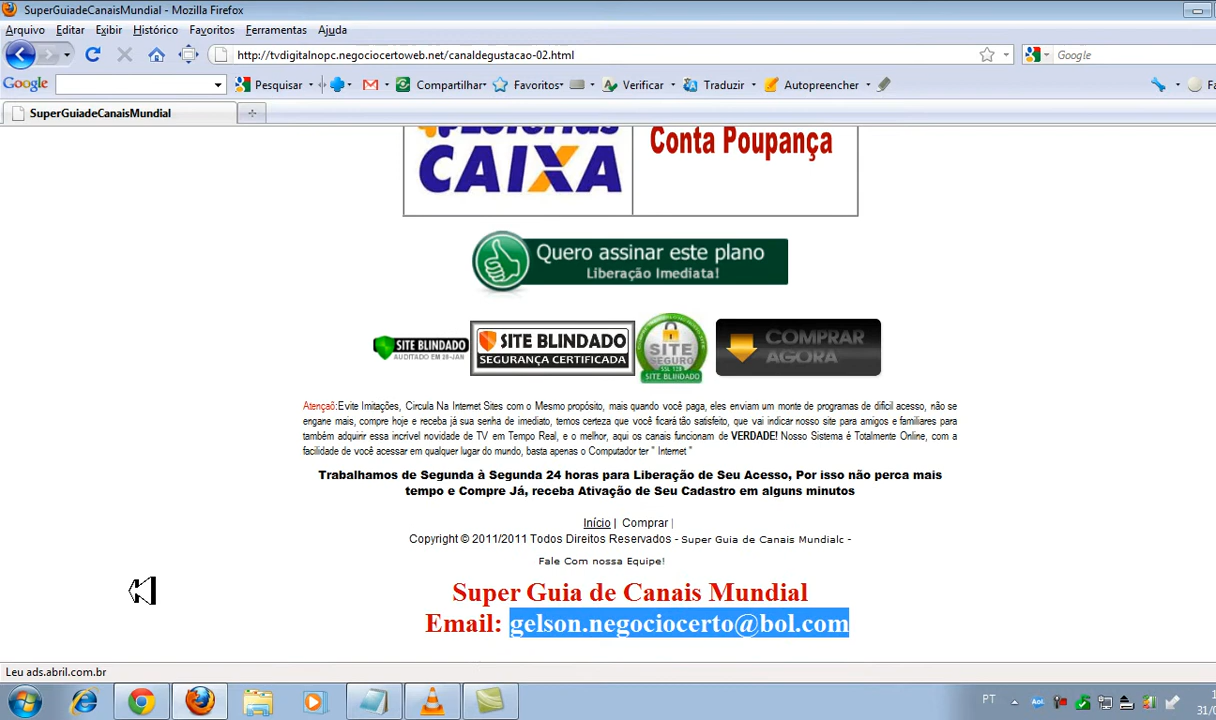 SuperGuiadeCanaisMundial - Mozilla Firefox
Arquivo Editar Exibir Histórico Favoritos Ferramentas Ajuda
http://tvdigitalnopc.negociocertoweb.net/canaldegustacao-02.html
Google
Google Pesquisar Compartilhar Favoritos Verificar Traduzir Autopreencher
SuperGuiadeCanaisMundial
CAIXA
Conta Poupança
Quero assinar este plano
Liberação Imediata!
SITE BLINDADO
AUDITADO EM 28-JAN
SITE BLINDADO
SEGURANÇA CERTIFICADA
SITE
SEGURO
SITE BLINDADO
COMPRAR
AGORA
Atençaõ:Evite Imitações, Circula Na Internet Sites com o Mesmo propósito, mais quando você paga, eles enviam um monte de programas de dificil acesso, não se
engane mais, compre hoje e receba já sua senha de imediato, temos certeza que você ficará tão satisfeito, que vai indicar nosso site para amigos e familiares para
também adquirir essa incrível novidade de TV em Tempo Real, e o melhor, aqui os canais funcionam de VERDADE! Nosso Sistema é Totalmente Online, com a
facilidade de você acessar em qualquer lugar do mundo, basta apenas o Computador ter " Internet "
Trabalhamos de Segunda à Segunda 24 horas para Liberação de Seu Acesso, Por isso não perca mais
tempo e Compre Já, receba Ativação de Seu Cadastro em alguns minutos
Início | Comprar |
Copyright © 2011/2011 Todos Direitos Reservados - Super Guia de Canais Mundialc -
Fale Com nossa Equipe!
Super Guia de Canais Mundial
Email: gelson.negociocerto@bol.com
Leu ads.abril.com.br
PT
31/0